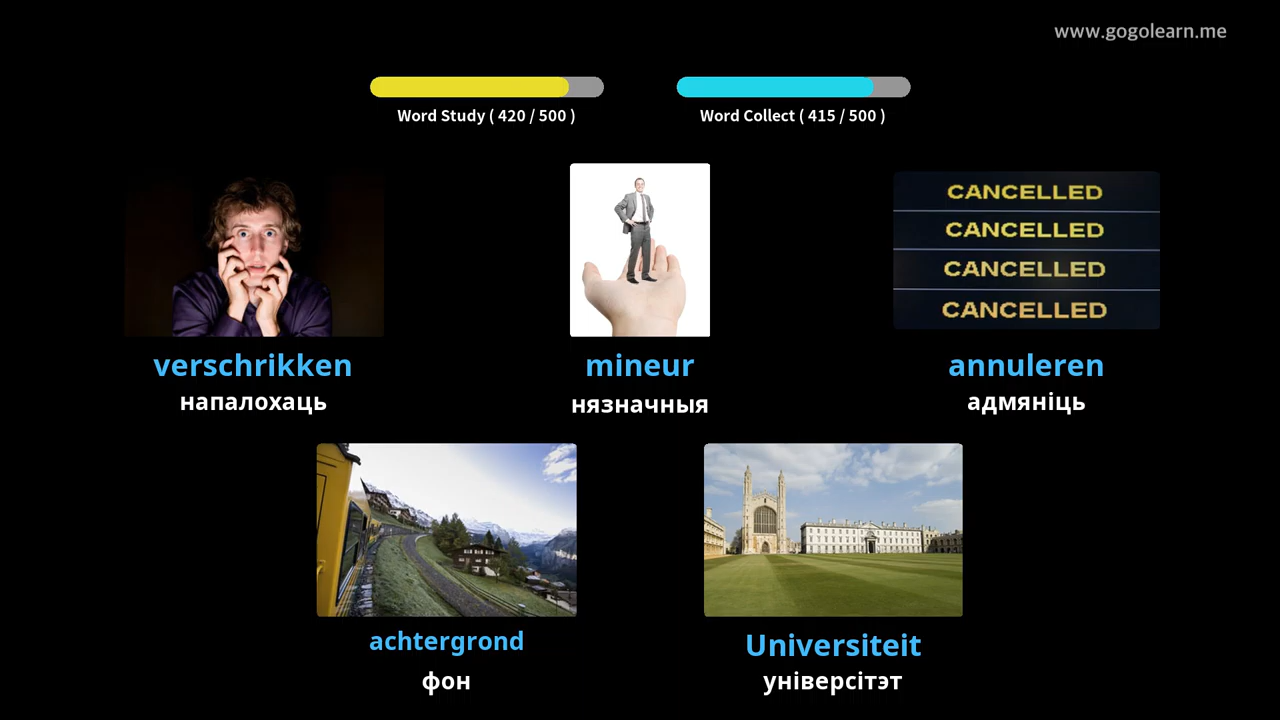 www.gogolearn.me
Word Study ( 420 / 500 )
Word Collect ( 415 / 500 )
CANCELLED
CANCELLED
CANCELLED
CANCELLED
verschrikken
mineur
annuleren
напалохаць
нязначныя
адмяніць
achtergrond
Universiteit
фон
універсітэт